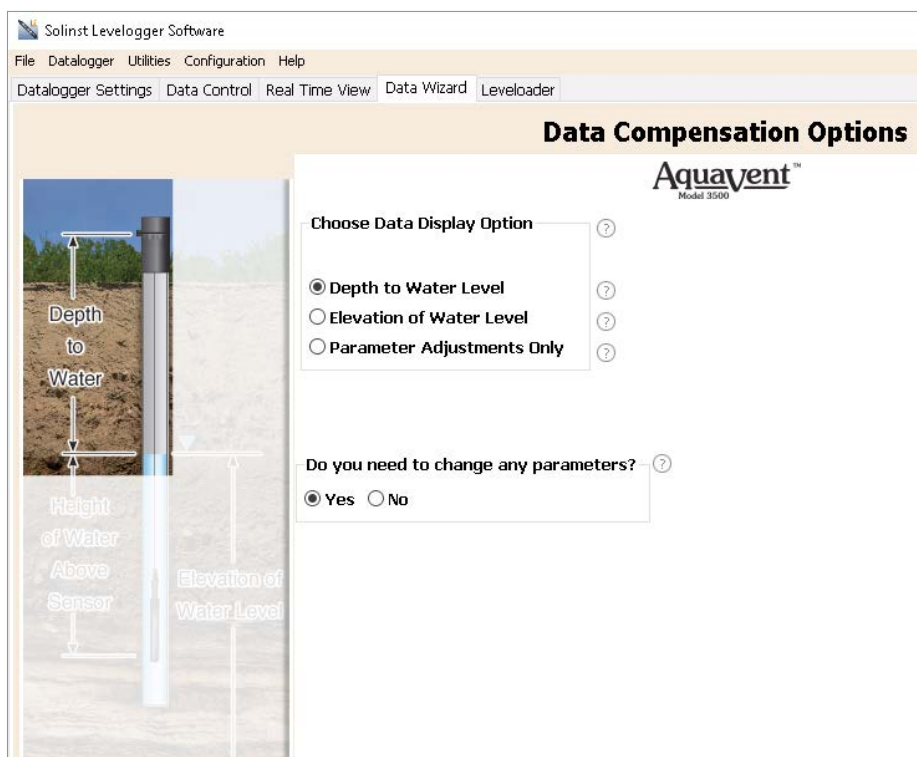 Solinst Levelogger Software
File Datalogger Utilities Configuration Help
Datalogger Settings Data Control Real Time View Data Wizard Leveloader
Data Compensation Options
Aquavent™
Model 3500
Choose Data Display Option ?
Depth to Water Level ?
Elevation of Water Level ?
Parameter Adjustments Only ?
Do you need to change any parameters? ?
Yes No
Depth
to
Water
Height
of Water
Above
Sensor
Elevation of
Water Level